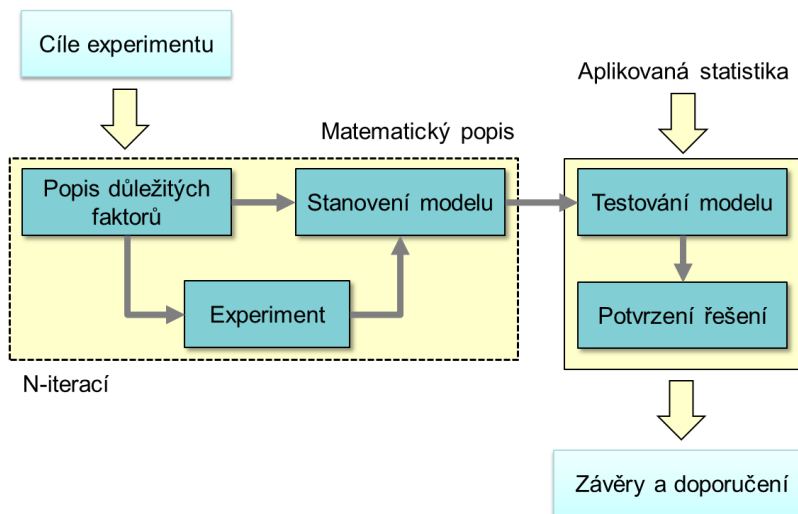 Cíle experimentu
Aplikovaná statistika
Matematický popis
Popis důležitých
faktorů
Stanovení modelu
Testování modelu
Experiment
Potvrzení řešení
N-iterací
Závěry a doporučení